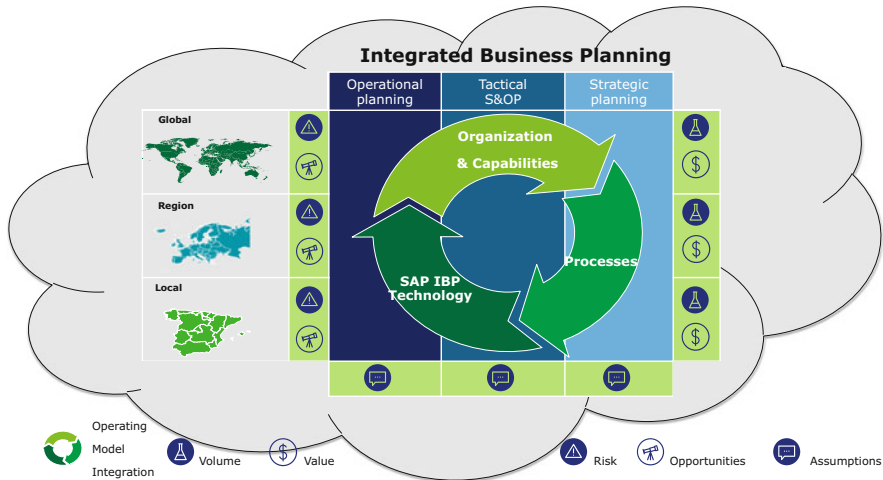 Integrated Business Planning
Operational
planning
Tactical
S&OP
Strategic
planning
Global
Organization
& Capabilities
Region
Processes
SAP IBP
Technology
Local
Operating
Model
Integration
Volume
Value
Risk
Opportunities
Assumptions